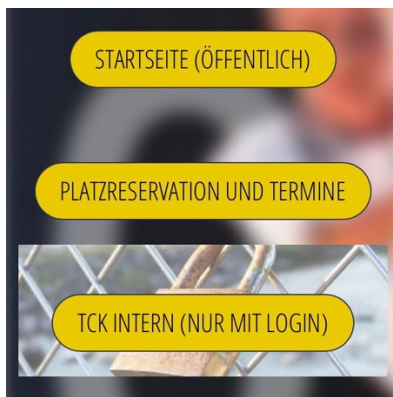 STARTSEITE (ÖFFENTLICH)
PLATZRESERVATION UND TERMINE
TCK INTERN (NUR MIT LOGIN)